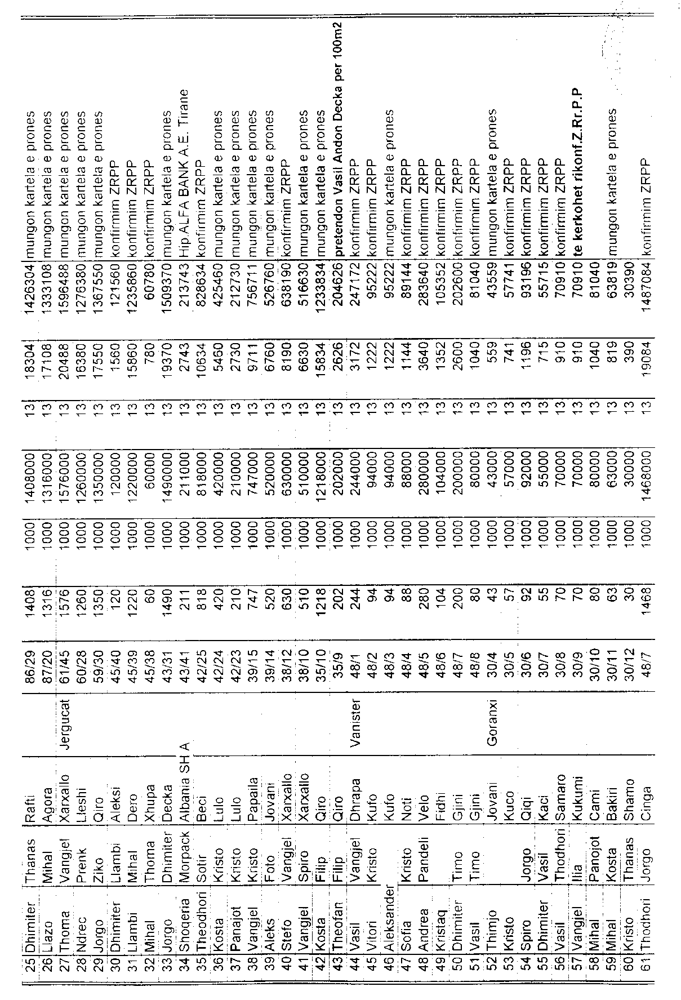 25 Dhimiter Thanas Rafti 86/29 1408 1000 1408000 13 18304 1426304 mungon kartela e prones
26 Llazo Mihal Agora 87/20 1316 1000 1316000 13 17108 1333108 mungon kartela e prones
27 Thoma Vangjel Xarxallo Jergucat 61/45 1576 1000 1576000 13 20488 1596488 mungon kartela e prones
28 Ndrec Prenk Lleshi 60/28 1260 1000 1260000 13 16380 1276380 mungon kartela e prones
29 Jorgo Ziko Qiro 59/30 1350 1000 1350000 13 17550 1367550 mungon kartela e prones
30 Dhimiter Llambi Aleksi 45/40 120 1000 120000 13 1560 121560 konfirmim ZRPP
31 Llambi Mihal Dero 45/39 1220 1000 1220000 13 15860 1235860 konfirmim ZRPP
32 Mihal Thoma Xhupa 45/38 60 1000 60000 13 780 60780 konfirmim ZRPP
33 Jorgo Dhimiter Decka 43/31 1490 1000 1490000 13 19370 1509370 mungon kartela e prones
34 Shoqeria Morpack Albania SH A 43/41 211 1000 211000 13 2743 213743 Hip.ALFA BANK A.E. Tirane
35 Theodhori Sotir Beci 42/25 818 1000 818000 13 10634 828634 konfirmim ZRPP
36 Kosta Kristo Lulo 42/24 420 1000 420000 13 5460 425460 mungon kartela e prones
37 Panajot Kristo Lulo 42/23 210 1000 210000 13 2730 212730 mungon kartela e prones
38 Vangjel Kristo Papaila 39/15 747 1000 747000 13 9711 756711 mungon kartela e prones
39 Aleks Foto Jovani 39/14 520 1000 520000 13 6760 526760 mungon kartela e prones
40 Stefo Vangjel Xarxallo 38/12 630 1000 630000 13 8190 638190 konfirmim ZRPP
41 Vangjel Spiro Xarxallo 38/10 510 1000 510000 13 6630 516630 mungon kartela e prones
42 Kosta Filip Qiro 35/10 1218 1000 1218000 13 15834 1233834 mungon kartela e prones
43 Theofan Filip Qiro 35/9 202 1000 202000 13 2626 204626 pretendon Vasil Andon Decka per 100m2
44 Vasil Vangjel Dhrapa Vanister 48/1 244 1000 244000 13 3172 247172 konfirmim ZRPP
45 Vitori Kristo Kufo 48/2 94 1000 94000 13 1222 95222 konfirmim ZRPP
46 Aleksander Kufo 48/3 94 1000 94000 13 1222 95222 mungon kartela e prones
47 Sofia Kristo Noti 48/4 88 1000 88000 13 1144 89144 konfirmim ZRPP
48 Andrea Pandeli Velo 48/5 280 1000 280000 13 3640 283640 konfirmim ZRPP
49 Kristaq Fidhi 48/6 104 1000 104000 13 1352 105352 konfirmim ZRPP
50 Dhimiter Timo Gjini 48/7 200 1000 200000 13 2600 202600 konfirmim ZRPP
51 Vasil Timo Gjini 48/8 80 1000 80000 13 1040 81040 konfirmim ZRPP
52 Thimjo Jovani Goranxi 30/4 43 1000 43000 13 559 43559 mungon kartela e prones
53 Kristo Kuco 30/5 57 1000 57000 13 741 57741 konfirmim ZRPP
54 Spiro Jorgo Qiqi 30/6 92 1000 92000 13 1196 93196 konfirmim ZRPP
55 Dhimiter Vasil Kaci 30/7 55 1000 55000 13 715 55715 konfirmim ZRPP
56 Vasil Thodhori Samaro 30/8 70 1000 70000 13 910 70910 konfirmim ZRPP
57 Vangjel Ilia Kukumi 30/9 70 1000 70000 13 910 70910 te kerkohet rikonf.Z.Rr.P.P
58 Mihal Panojot Cami 30/10 80 1000 80000 13 1040 81040
59 Mihal Kosta Bakiri 30/11 63 1000 63000 13 819 63819 mungon kartela e prones
60 Kristo Thanas Shamo 30/12 30 1000 30000 13 390 30390
61 Thodhori Jorgo Cinga 48/7 1468 1000 1468000 13 19084 1487084 konfirmim ZRPP